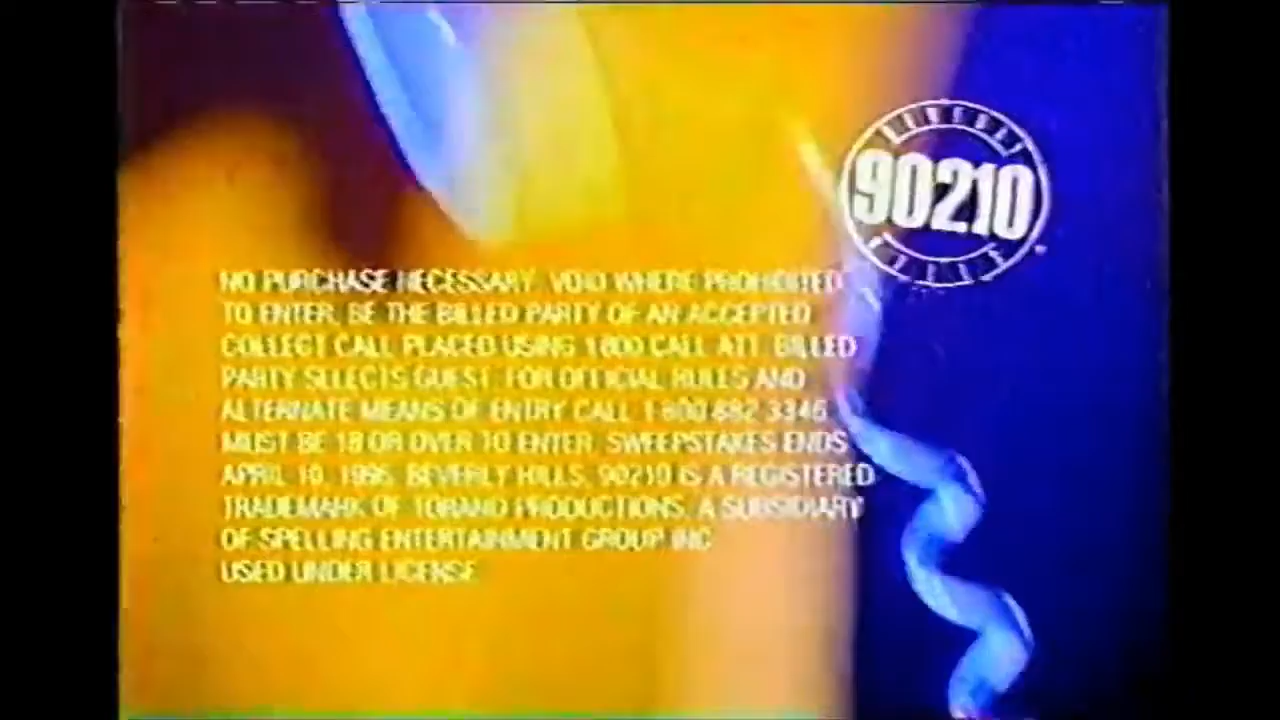 BEVERLY
90210
HILLS
NO PURCHASE NECESSARY. VOID WHERE PROHIBITED.
TO ENTER, BE THE BILLED PARTY OF AN ACCEPTED
COLLECT CALL PLACED USING 1 800 CALL ATT. BILLED
PARTY SELECTS GUEST. FOR OFFICIAL RULES AND
ALTERNATE MEANS OF ENTRY CALL 1-800-882-3346.
MUST BE 18 OR OVER TO ENTER. SWEEPSTAKES ENDS
APRIL 10, 1996. BEVERLY HILLS, 90210 IS A REGISTERED
TRADEMARK OF TORAND PRODUCTIONS, A SUBSIDIARY
OF SPELLING ENTERTAINMENT GROUP INC.
USED UNDER LICENSE.